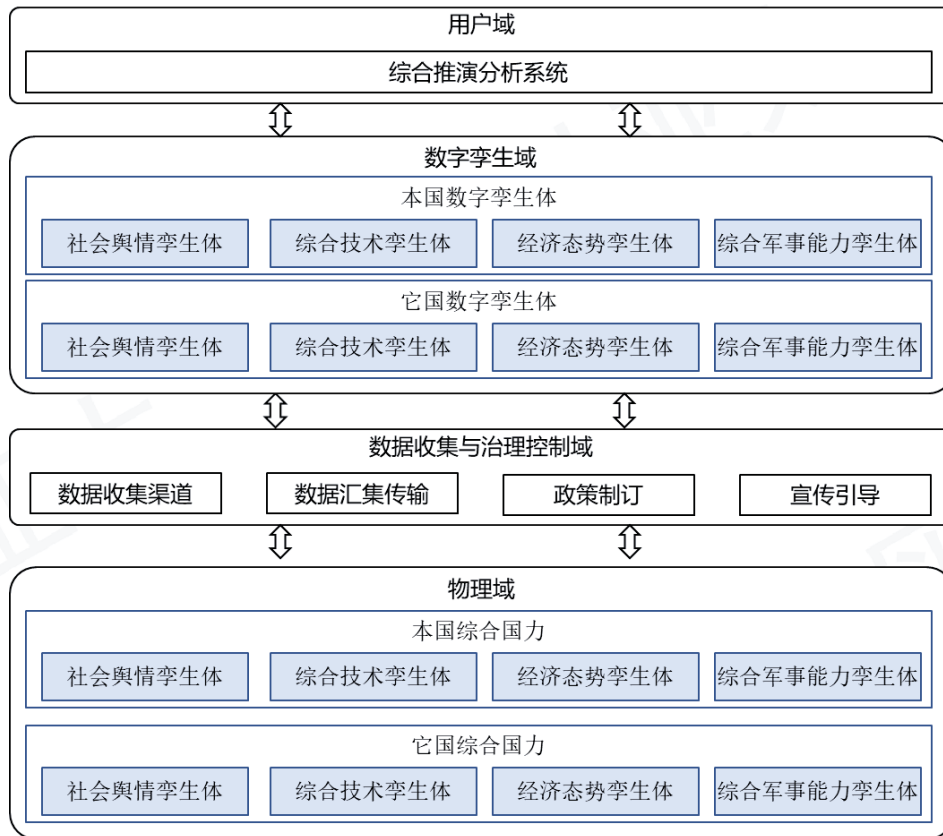 用户域
综合推演分析系统
数字孪生域
本国数字孪生体
社会舆情孪生体 综合技术孪生体 经济态势孪生体 综合军事能力孪生体
它国数字孪生体
社会舆情孪生体 综合技术孪生体 经济态势孪生体 综合军事能力孪生体
数据收集与治理控制域
数据收集渠道 数据汇集传输 政策制订 宣传引导
物理域
本国综合国力
社会舆情孪生体 综合技术孪生体 经济态势孪生体 综合军事能力孪生体
它国综合国力
社会舆情孪生体 综合技术孪生体 经济态势孪生体 综合军事能力孪生体